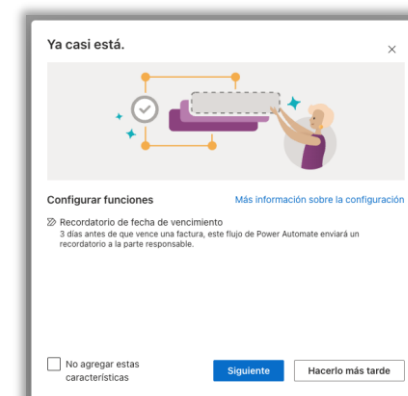 Ya casi está.
Configurar funciones
Más información sobre la configuración
Recordatorio de fecha de vencimiento
3 días antes de que vence una factura, este flujo de Power Automate enviará un
recordatorio a la parte responsable.
No agregar estas
características
Siguiente
Hacerlo más tarde